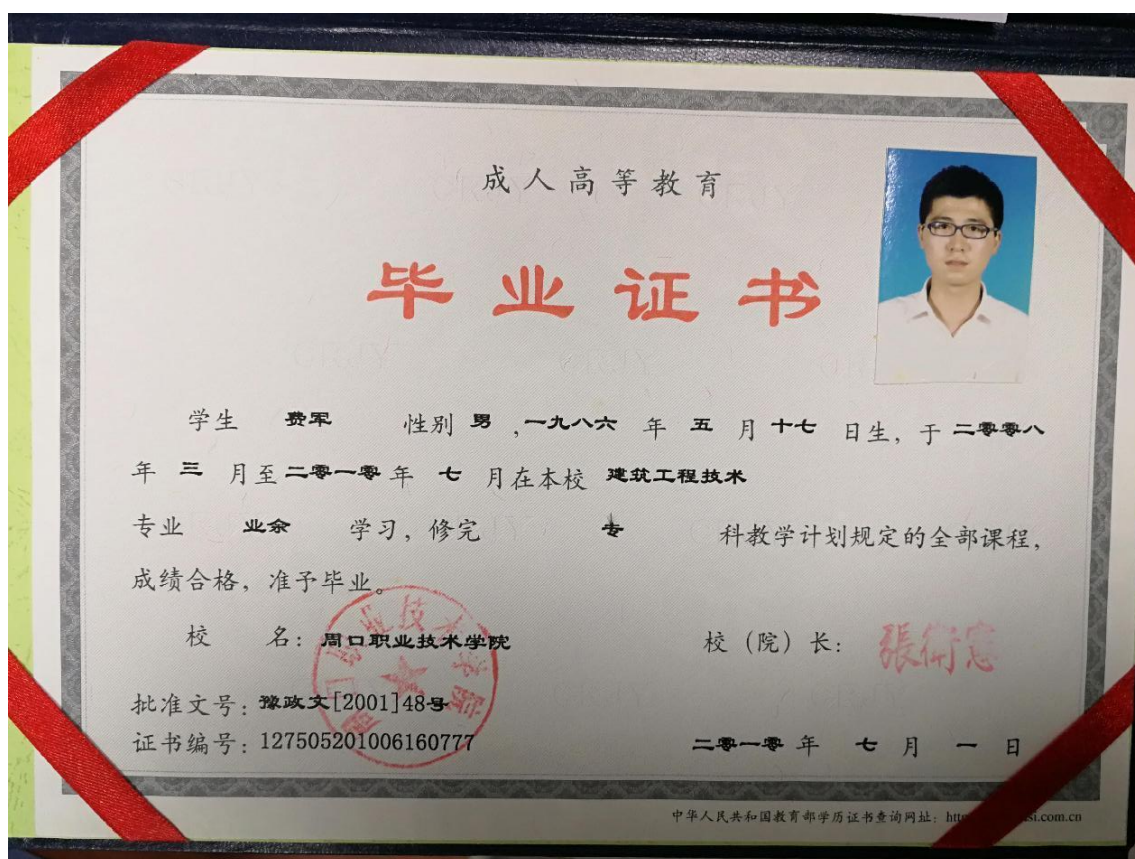 成人高等教育
毕业证书
学生 费军 性别 男 ,一九八六 年 五 月 十七 日生，于 二零零八
年 三 月至 二零一零 年 七 月在本校 建筑工程技术
专业 业余 学习，修完 专 科教学计划规定的全部课程，
成绩合格，准予毕业。
校 名：周口职业技术学院
校（院）长：張衛憲
批准文号：豫政文[2001]48号
证书编号：127505201006160777
二零一零 年 七 月 一 日
中华人民共和国教育部学历证书查询网址：